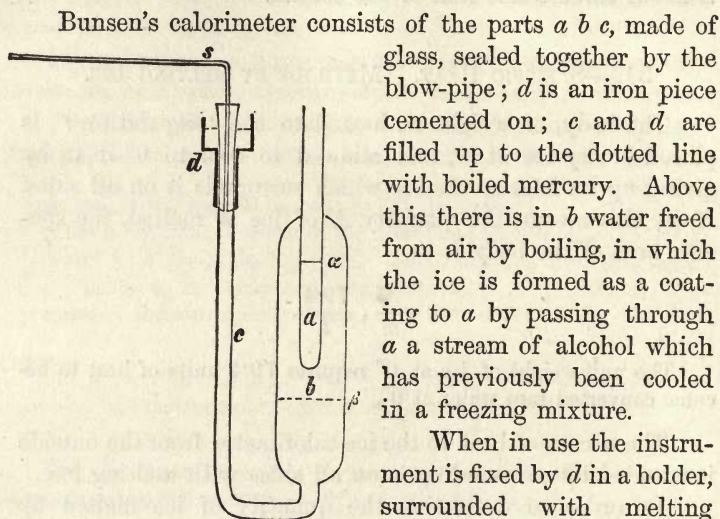 Bunsen's calorimeter consists of the parts a b c, made of
glass, sealed together by the
blow-pipe; d is an iron piece
cemented on; c and d are
filled up to the dotted line
with boiled mercury. Above
this there is in b water freed
from air by boiling, in which
the ice is formed as a coat-
ing to a by passing through
a a stream of alcohol which
has previously been cooled
in a freezing mixture.
When in use the instru-
ment is fixed by d in a holder,
surrounded with melting
s
d
α
a
c
b
β